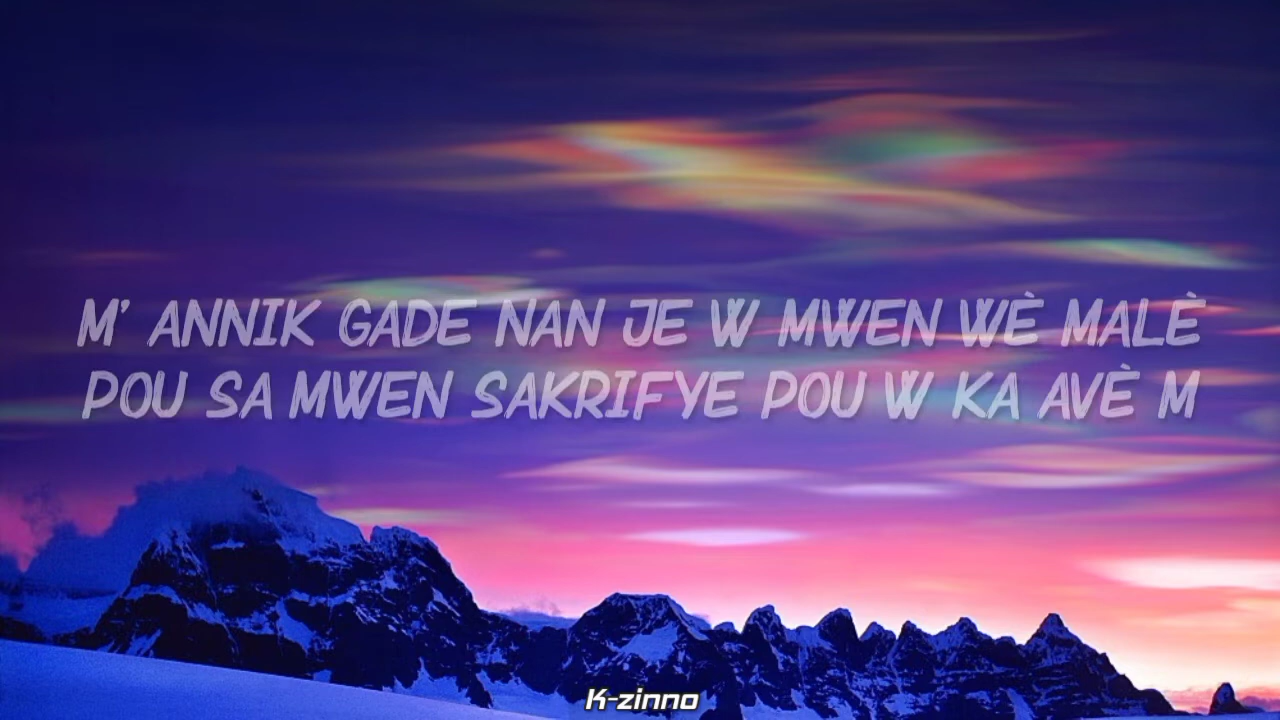 M' ANNIK GADE NAN JE W MWEN WÈ MALÈ
POU SA MWEN SAKRIFYE POU W KA AVÈ M
K-zinno